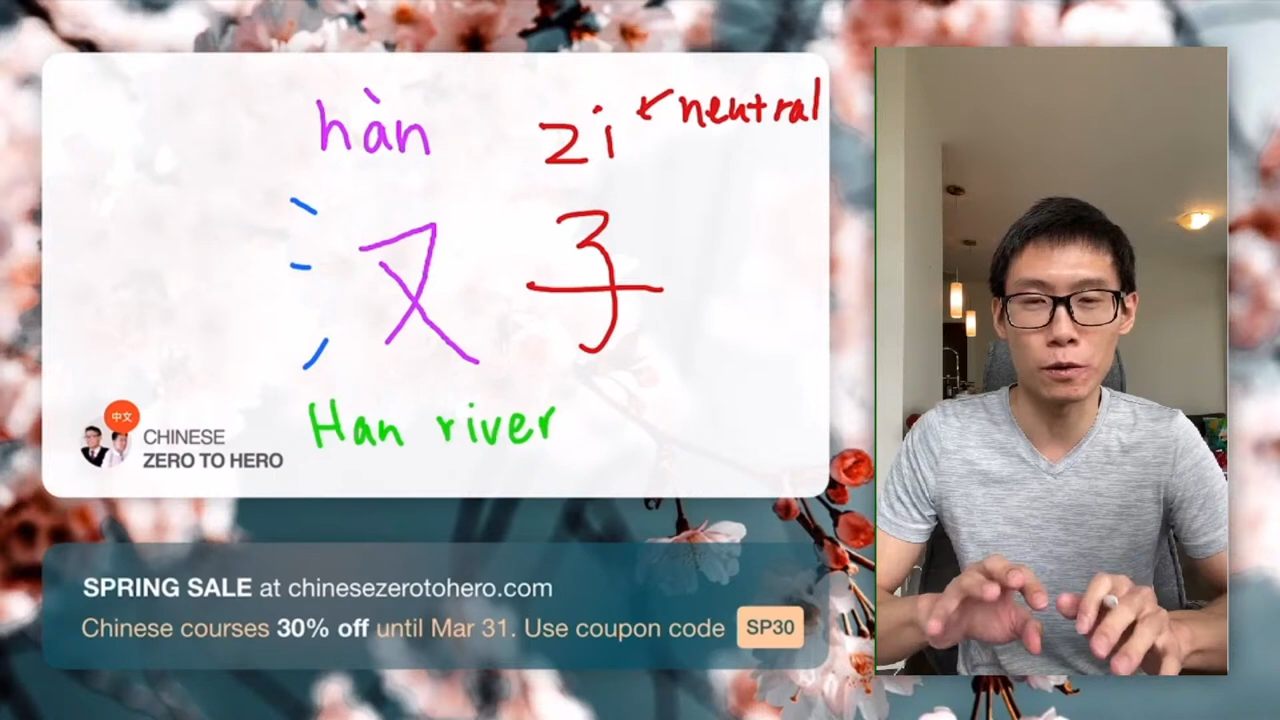 hàn zi ← neutral
汉子
Han river
中文
CHINESE
ZERO TO HERO
SPRING SALE at chinesezerotohero.com
Chinese courses 30% off until Mar 31. Use coupon code SP30